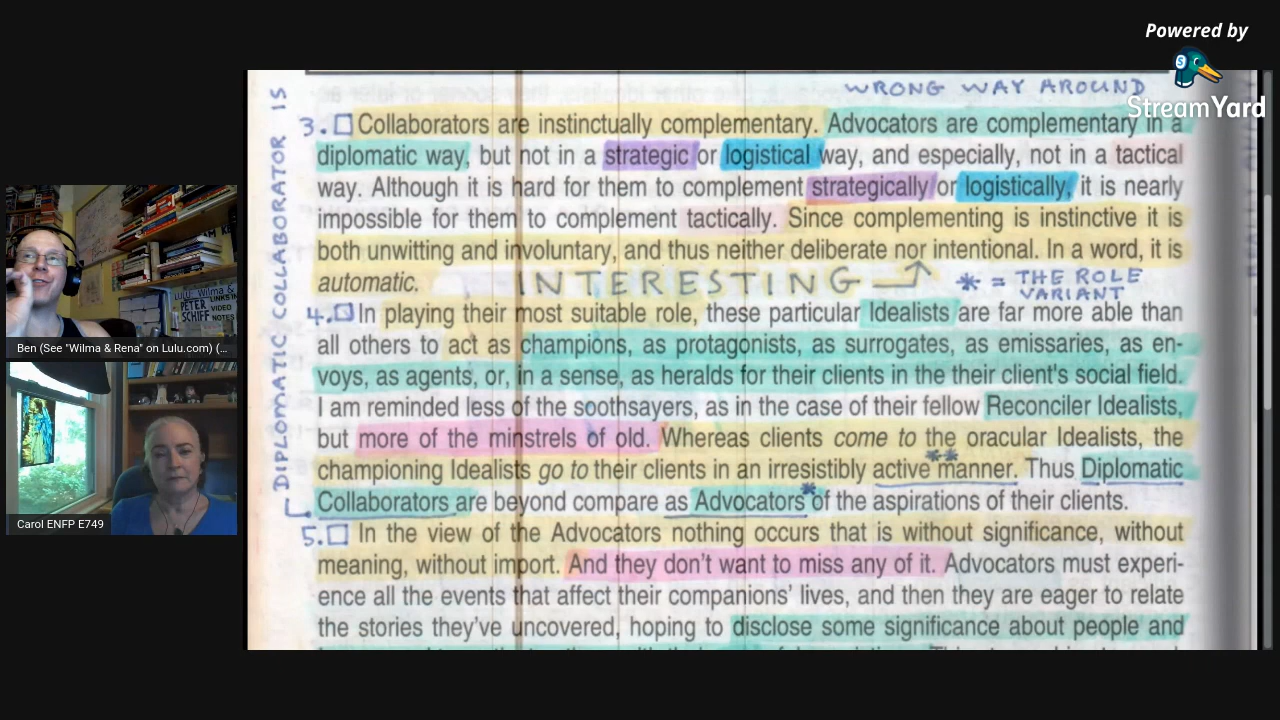 Powered by
StreamYard
WRONG WAY AROUND
DIPLOMATIC COLLABORATOR IS
3. Collaborators are instinctually complementary. Advocators are complementary in a
diplomatic way, but not in a strategic or logistical way, and especially, not in a tactical
way. Although it is hard for them to complement strategically or logistically, it is nearly
impossible for them to complement tactically. Since complementing is instinctive it is
both unwitting and involuntary, and thus neither deliberate nor intentional. In a word, it is
automatic. INTERESTING * = THE ROLE
VARIANT
4. In playing their most suitable role, these particular Idealists are far more able than
all others to act as champions, as protagonists, as surrogates, as emissaries, as en-
voys, as agents, or, in a sense, as heralds for their clients in the their client's social field.
I am reminded less of the soothsayers, as in the case of their fellow Reconciler Idealists,
but more of the minstrels of old. Whereas clients come to the oracular Idealists, the
championing Idealists go to their clients in an irresistibly active** manner. Thus Diplomatic
Collaborators are beyond compare as Advocators* of the aspirations of their clients.
5. In the view of the Advocators nothing occurs that is without significance, without
meaning, without import. And they don't want to miss any of it. Advocators must experi-
ence all the events that affect their companions' lives, and then they are eager to relate
the stories they've uncovered, hoping to disclose some significance about people and
LULU: Wilma &
PETER
SCHIFF
LINKS IN
VIDEO
NOTES
Ben (See "Wilma & Rena" on Lulu.com) (...
Carol ENFP E749